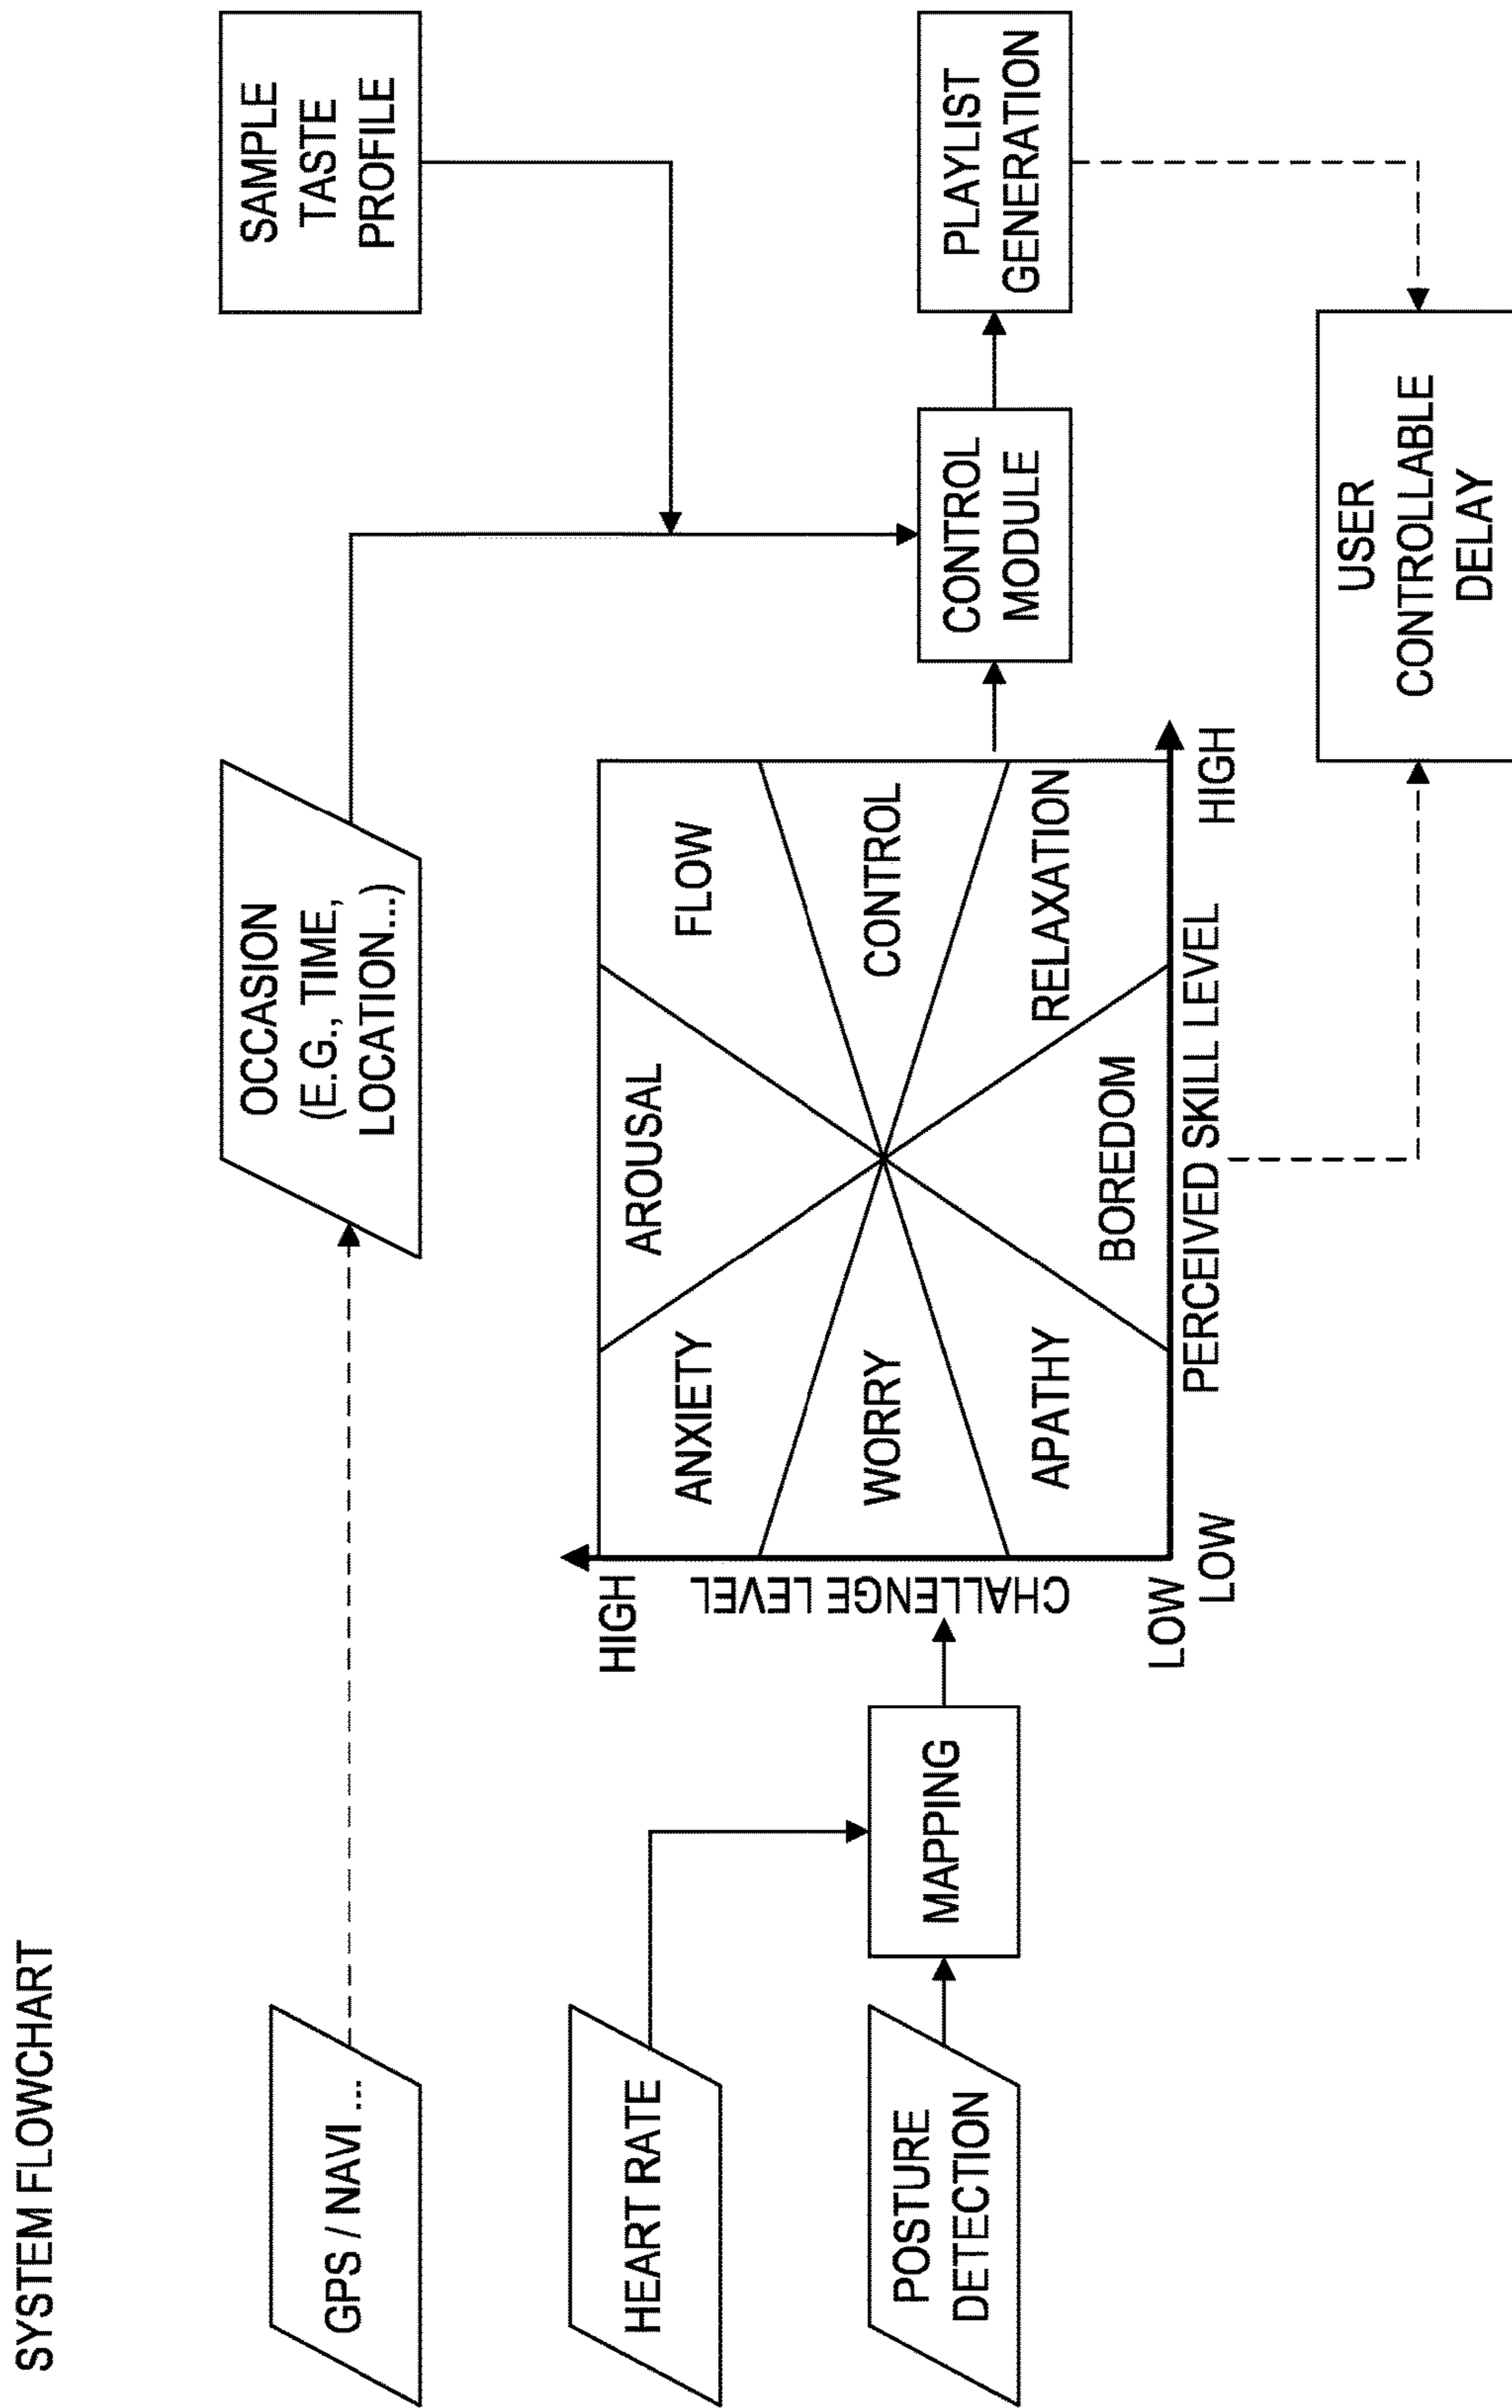 SYSTEM FLOWCHART
GPS / NAVI ...
OCCASION
(E.G., TIME,
LOCATION...)
SAMPLE
TASTE
PROFILE
HEART RATE
POSTURE
DETECTION
MAPPING
HIGH
CHALLENGE LEVEL
LOW
ANXIETY
AROUSAL
FLOW
WORRY
CONTROL
APATHY
BOREDOM
RELAXATION
LOW
PERCEIVED SKILL LEVEL
HIGH
CONTROL
MODULE
PLAYLIST
GENERATION
USER
CONTROLLABLE
DELAY